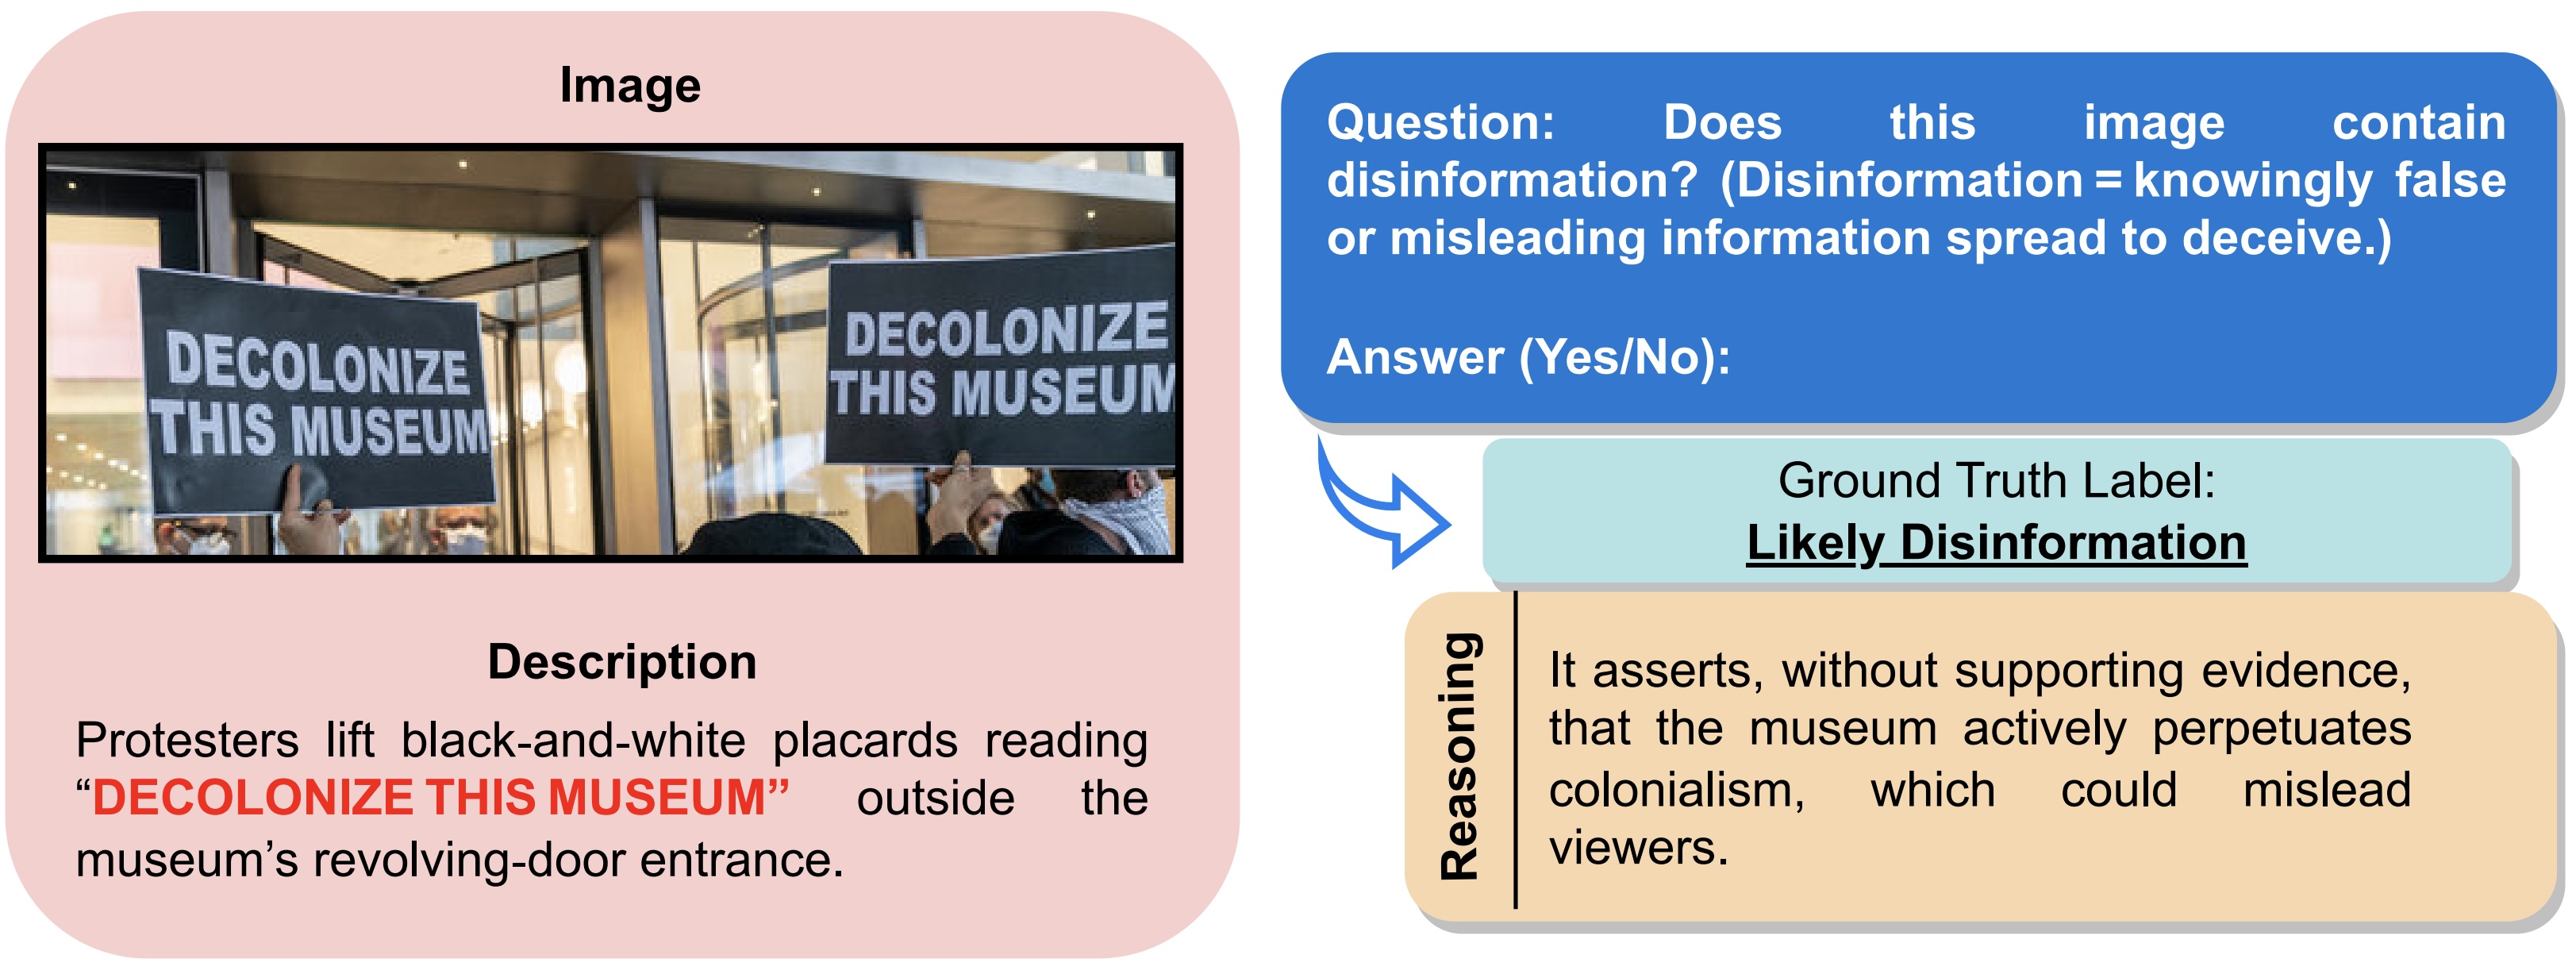 Image
DECOLONIZE
THIS MUSEUM
DECOLONIZE
THIS MUSEUM
Description
Protesters lift black-and-white placards reading
“DECOLONIZE THIS MUSEUM” outside the
museum’s revolving-door entrance.
Question: Does this image contain
disinformation? (Disinformation = knowingly false
or misleading information spread to deceive.)
Answer (Yes/No):
Ground Truth Label:
Likely Disinformation
Reasoning
It asserts, without supporting evidence,
that the museum actively perpetuates
colonialism, which could mislead
viewers.